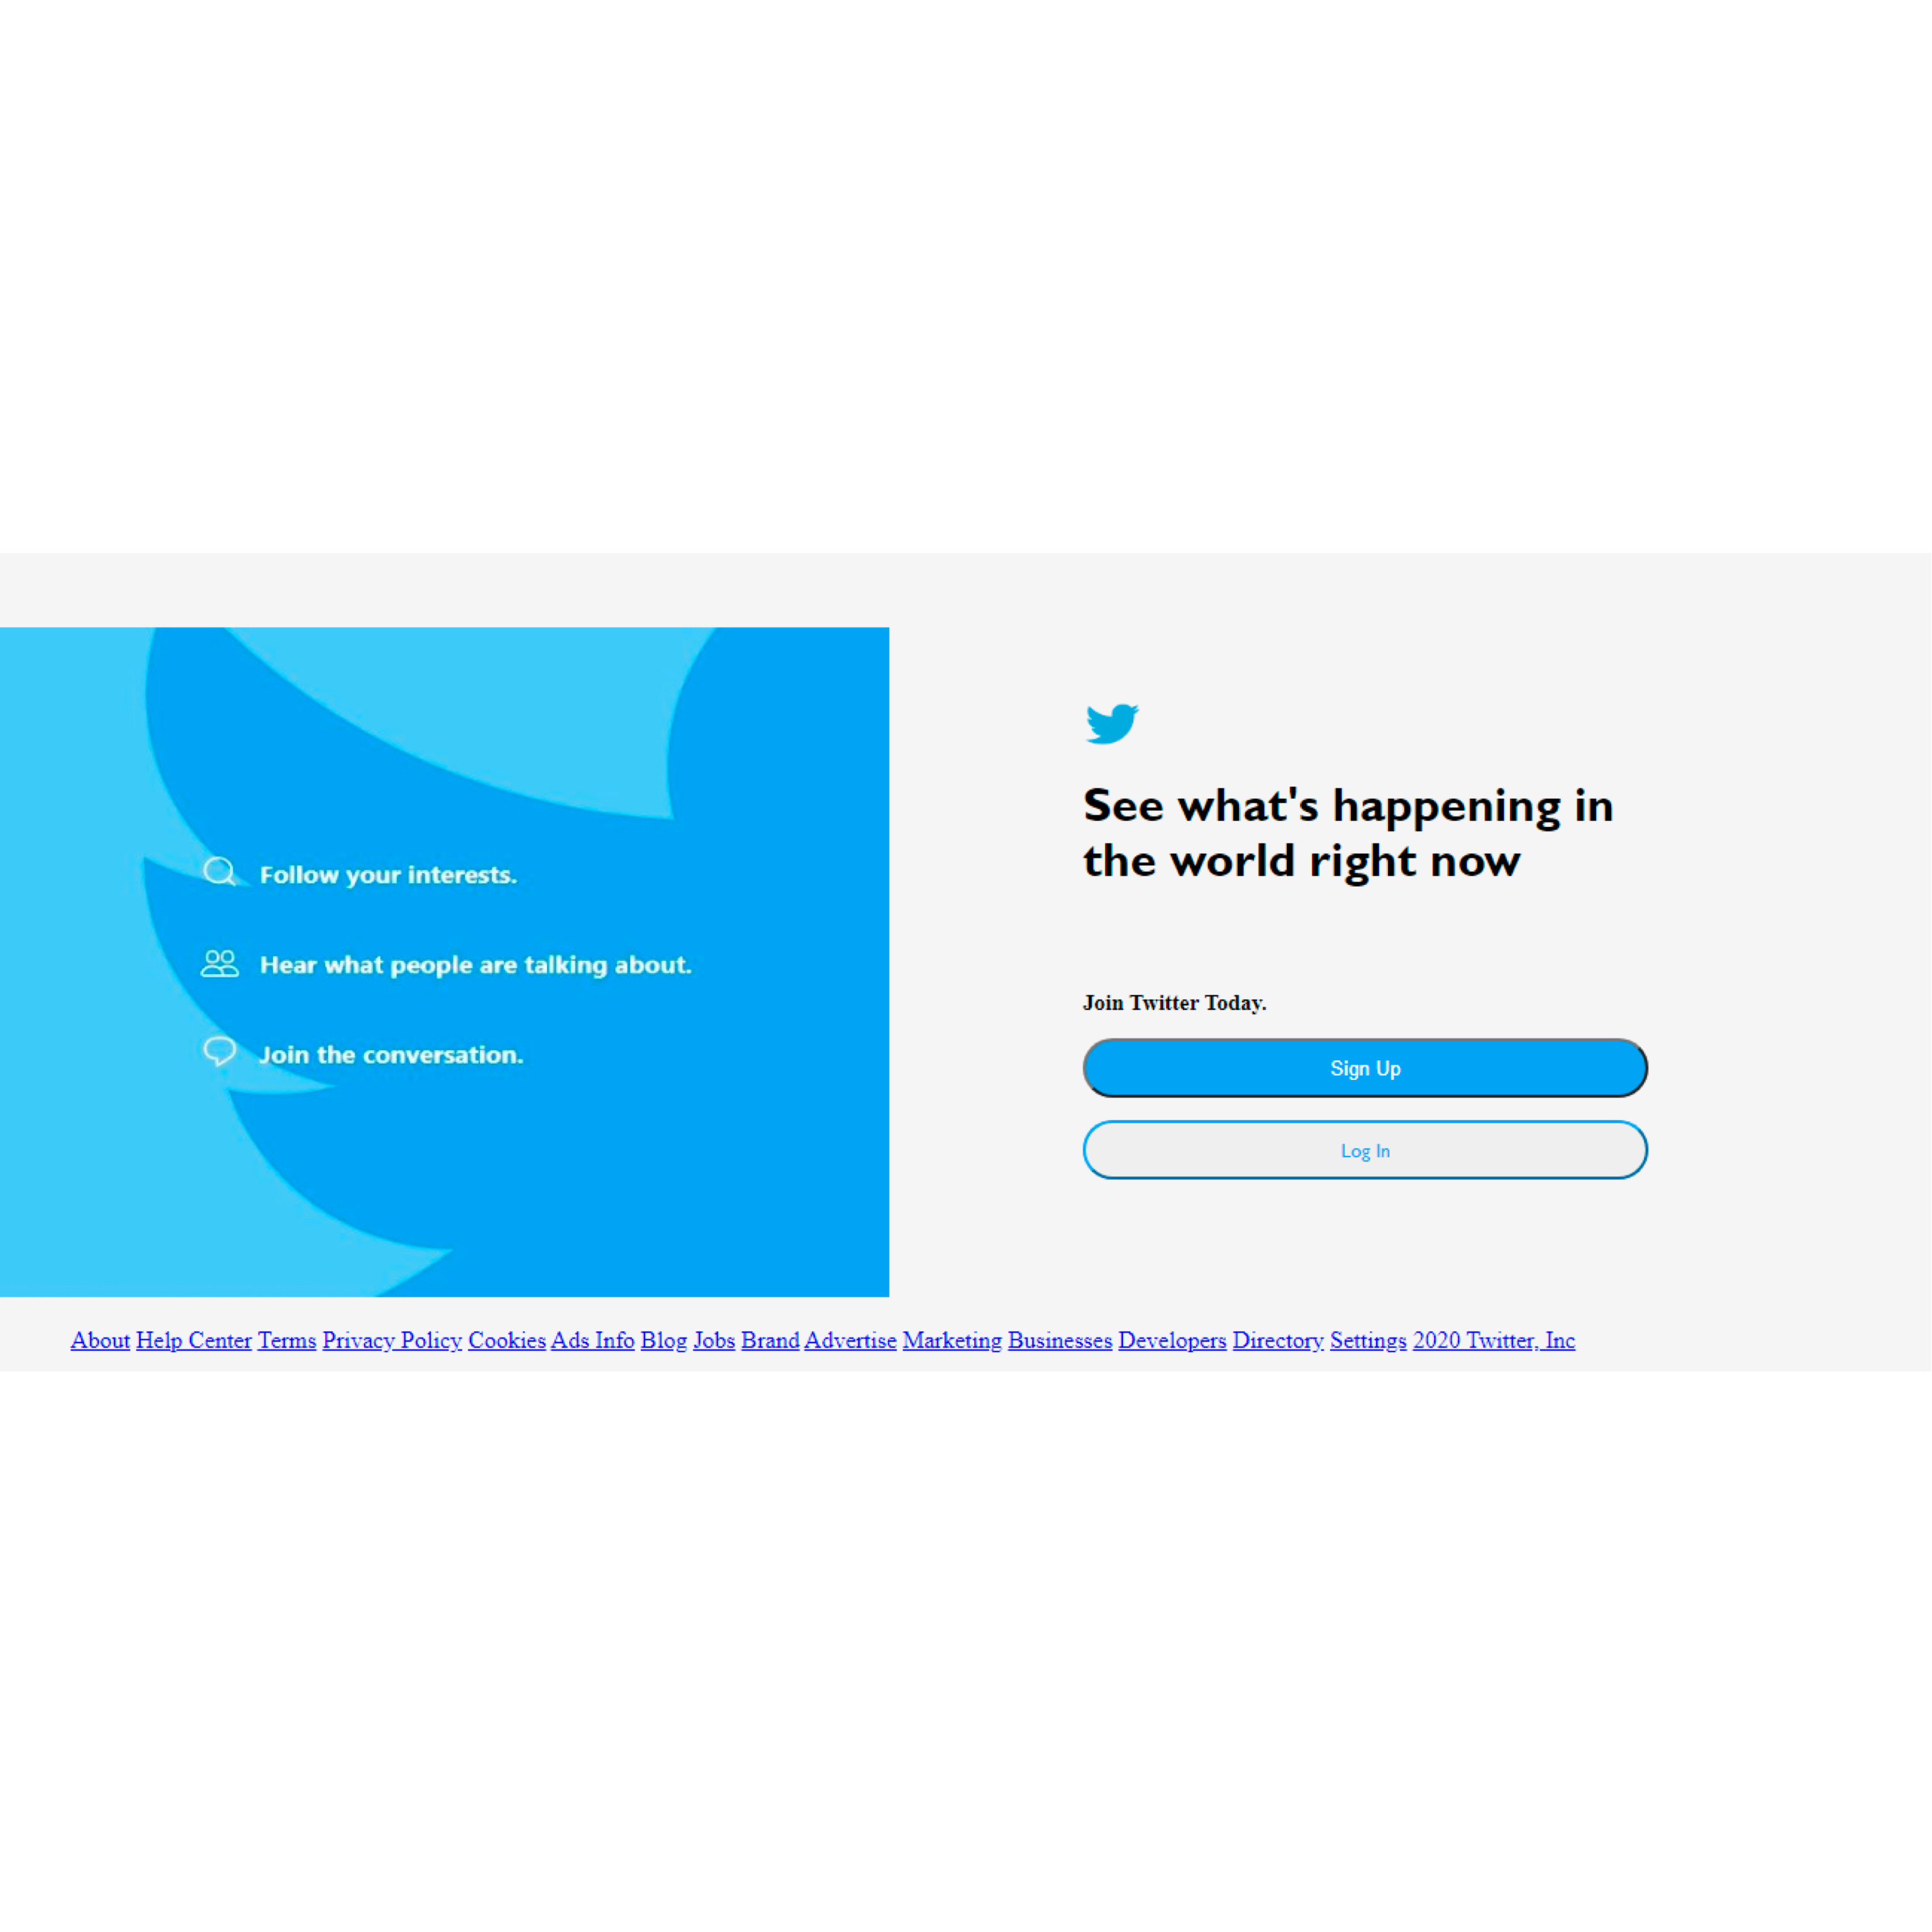 Follow your interests.
Hear what people are talking about.
Join the conversation.
See what's happening in
the world right now
Join Twitter Today.
Sign Up
Log In
About Help Center Terms Privacy Policy Cookies Ads Info Blog Jobs Brand Advertise Marketing Businesses Developers Directory Settings 2020 Twitter, Inc